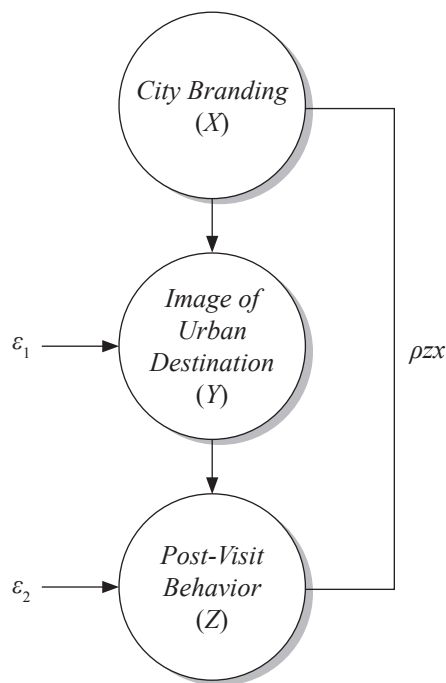 City Branding
(X)
Image of
Urban
Destination
(Y)
ε1
ρzx
Post-Visit
Behavior
(Z)
ε2